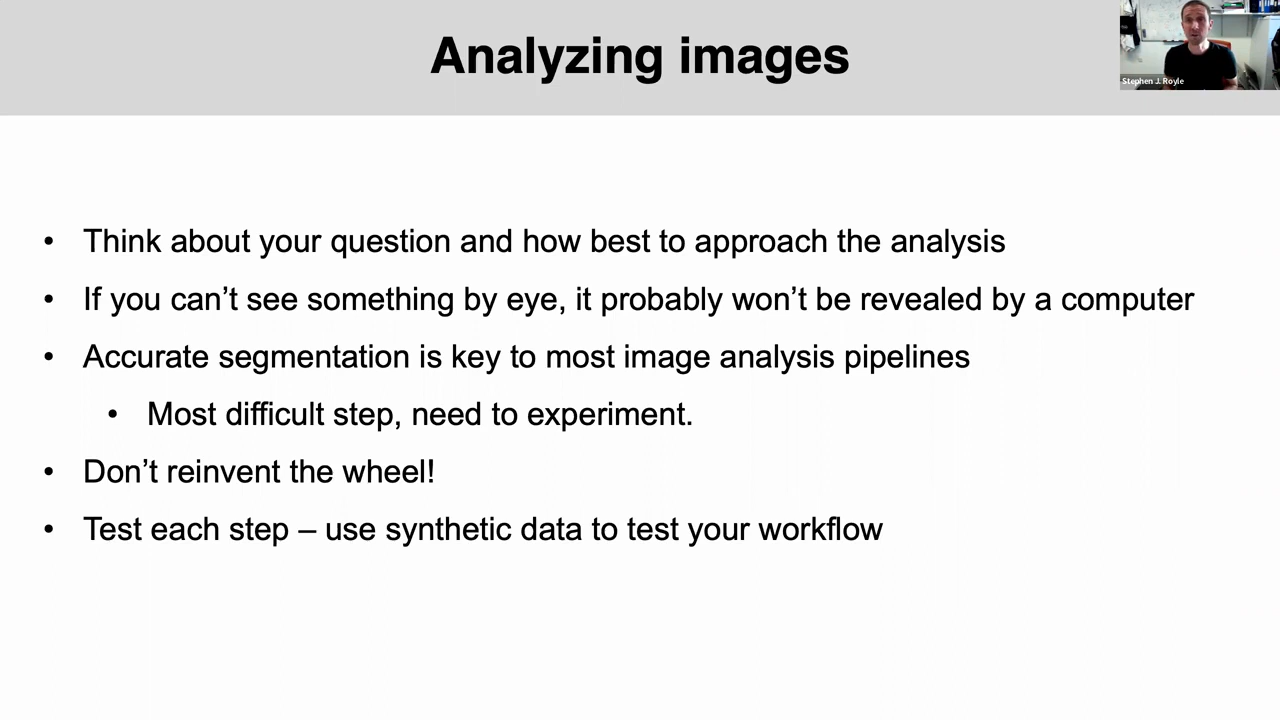 Analyzing images
Stephen J. Royle
• Think about your question and how best to approach the analysis
• If you can’t see something by eye, it probably won’t be revealed by a computer
• Accurate segmentation is key to most image analysis pipelines
• Most difficult step, need to experiment.
• Don’t reinvent the wheel!
• Test each step – use synthetic data to test your workflow